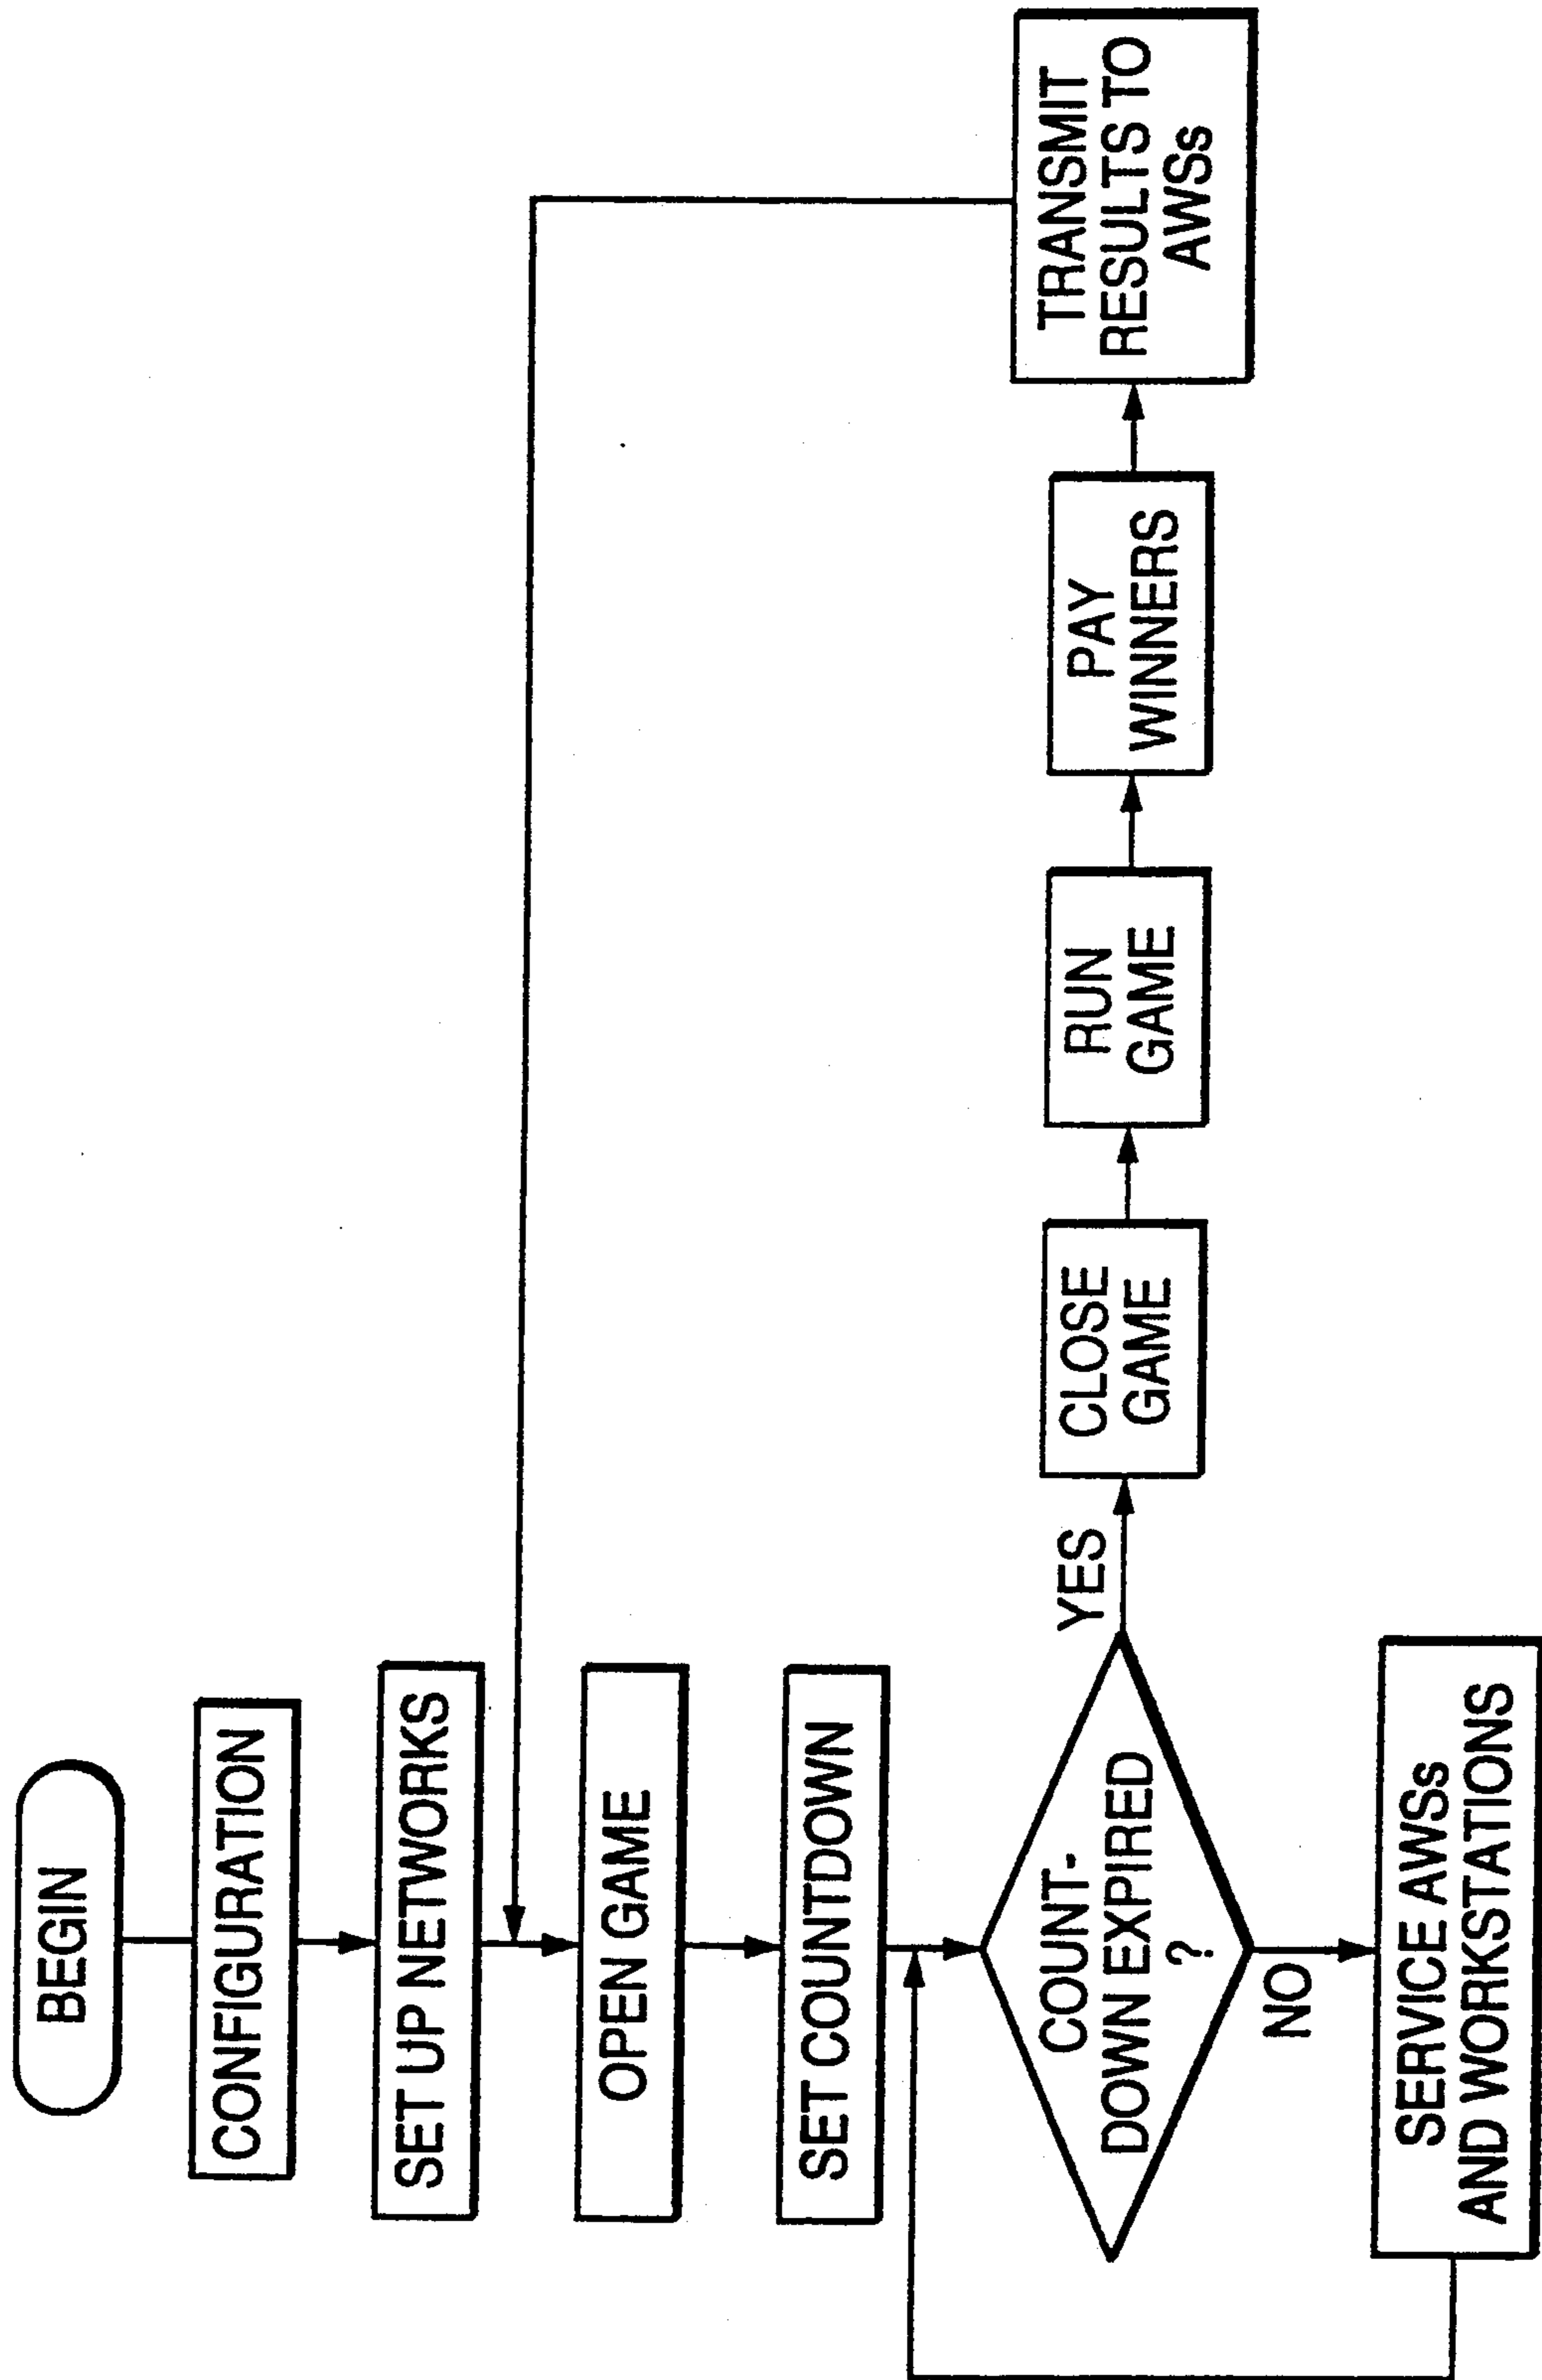 BEGIN
CONFIGURATION
SET UP NETWORKS
OPEN GAME
SET COUNTDOWN
COUNT-
DOWN EXPIRED
?
YES
NO
SERVICE AWSs
AND WORKSTATIONS
CLOSE
GAME
RUN
GAME
PAY
WINNERS
TRANSMIT
RESULTS TO
AWSs